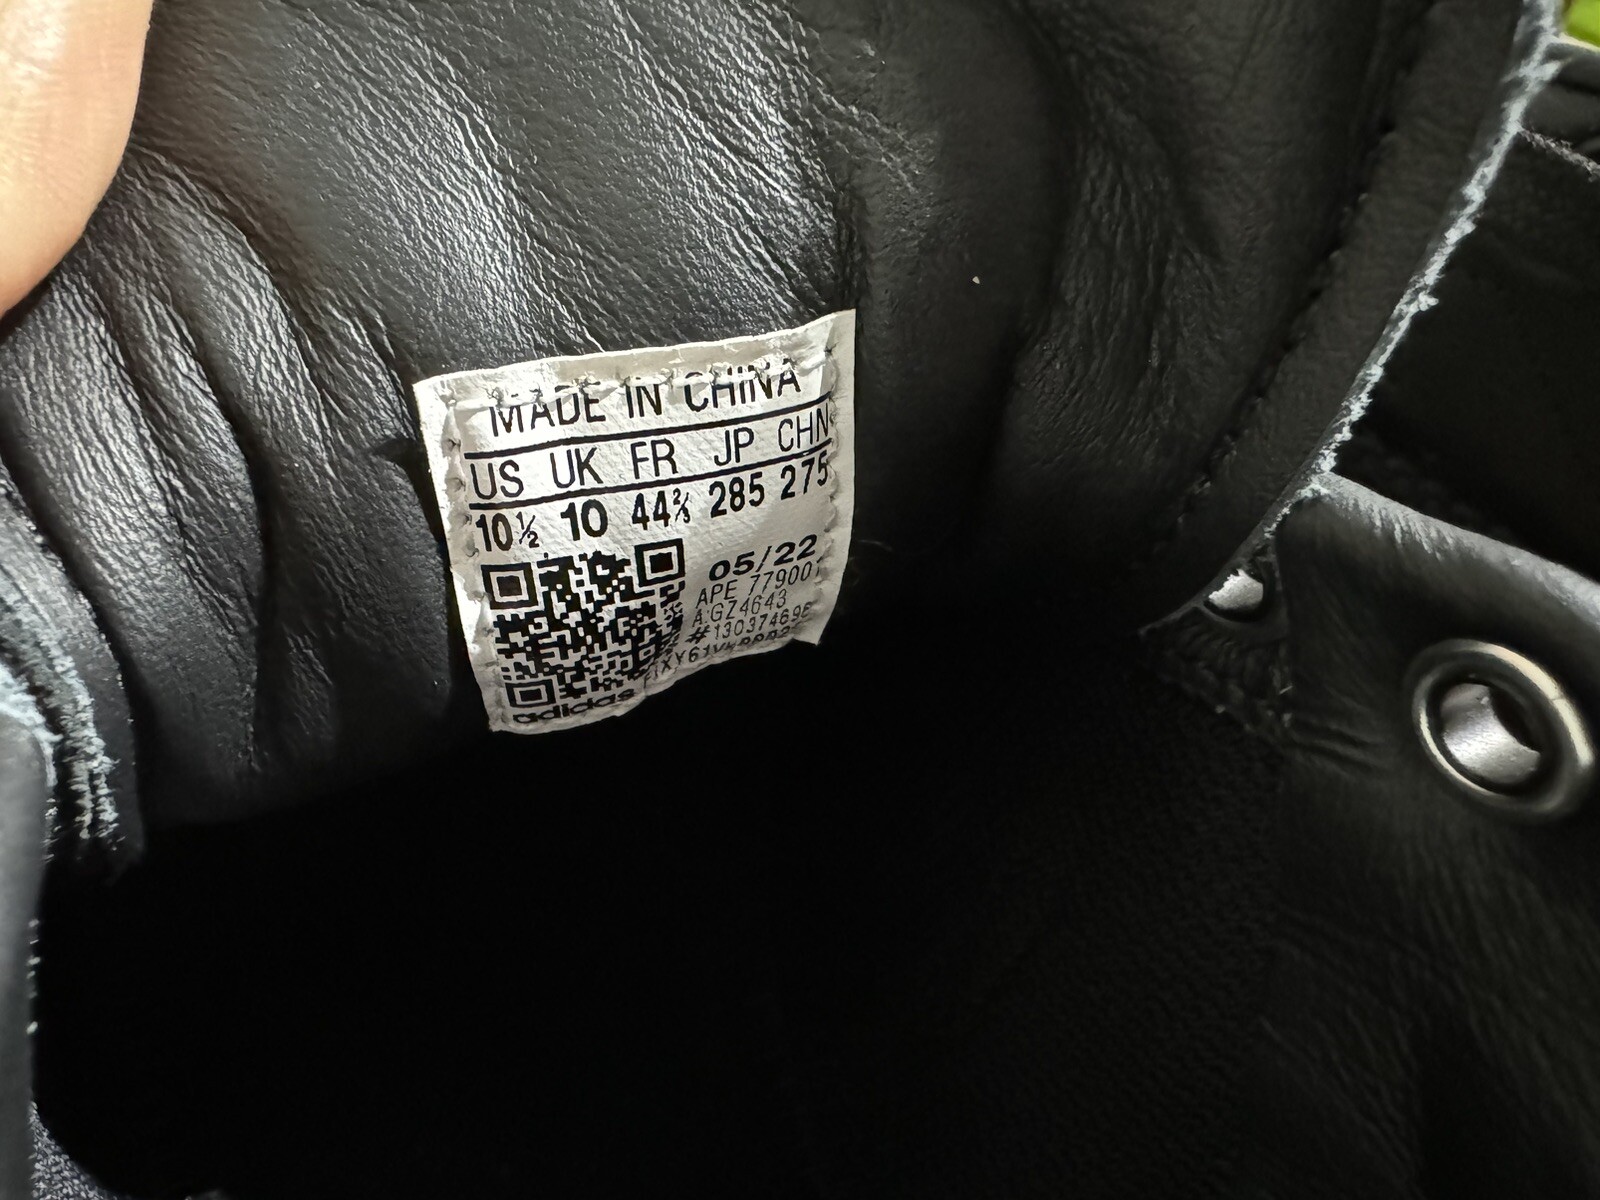 MADE IN CHINA
US UK FR JP CHN
10½ 10 44⅔ 285 275
05/22
APE 779001
A:GZ4643
adidas